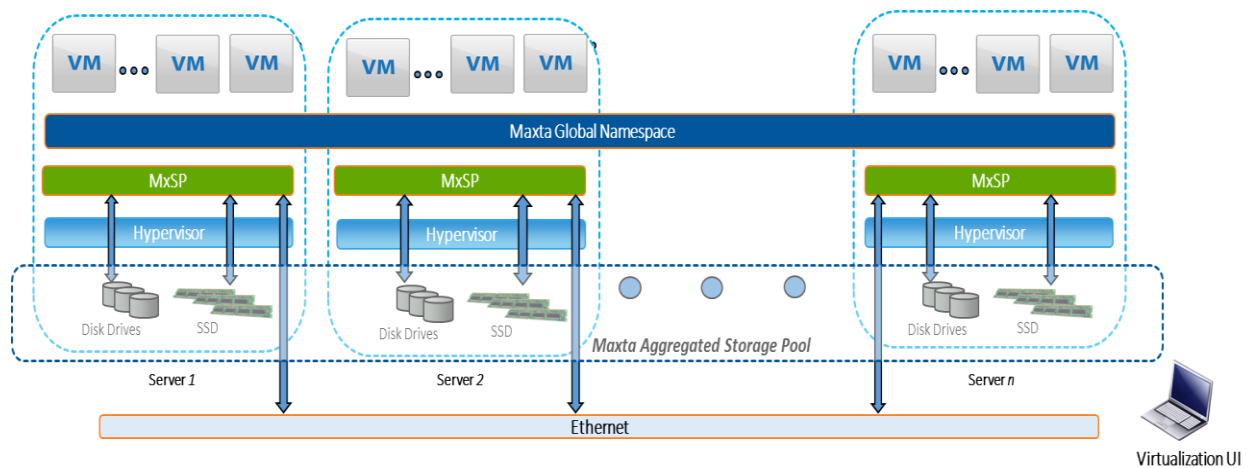 VM VM VM VM VM VM VM VM VM
Maxta Global Namespace
MxSP MxSP MxSP
Hypervisor Hypervisor Hypervisor
Disk Drives SSD Disk Drives SSD Disk Drives SSD
Maxta Aggregated Storage Pool
Server 1 Server 2 Server n
Ethernet
Virtualization UI